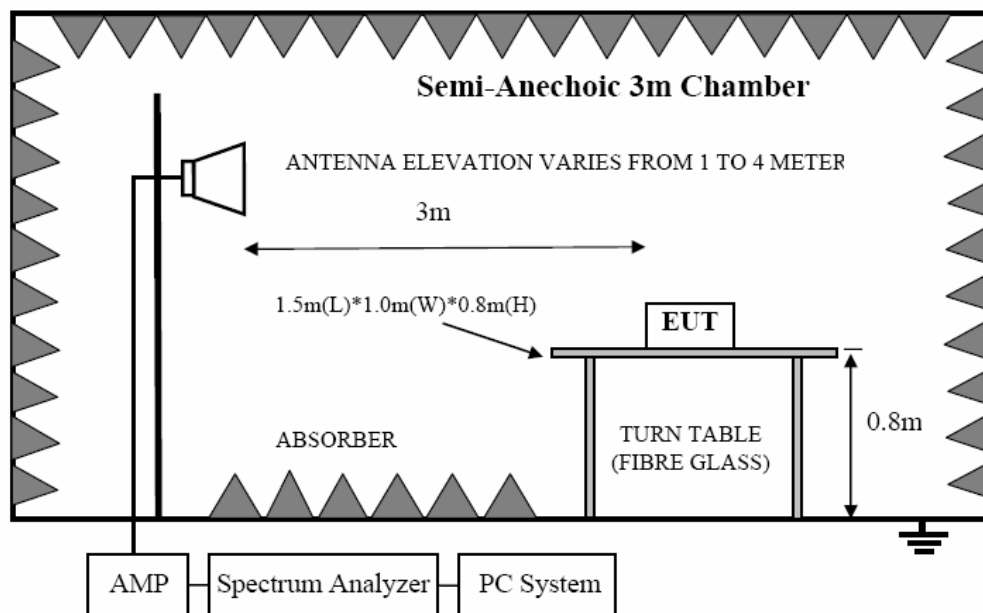 Semi-Anechoic 3m Chamber
ANTENNA ELEVATION VARIES FROM 1 TO 4 METER
3m
1.5m(L)*1.0m(W)*0.8m(H)
EUT
0.8m
ABSORBER
TURN TABLE
(FIBRE GLASS)
AMP
Spectrum Analyzer
PC System